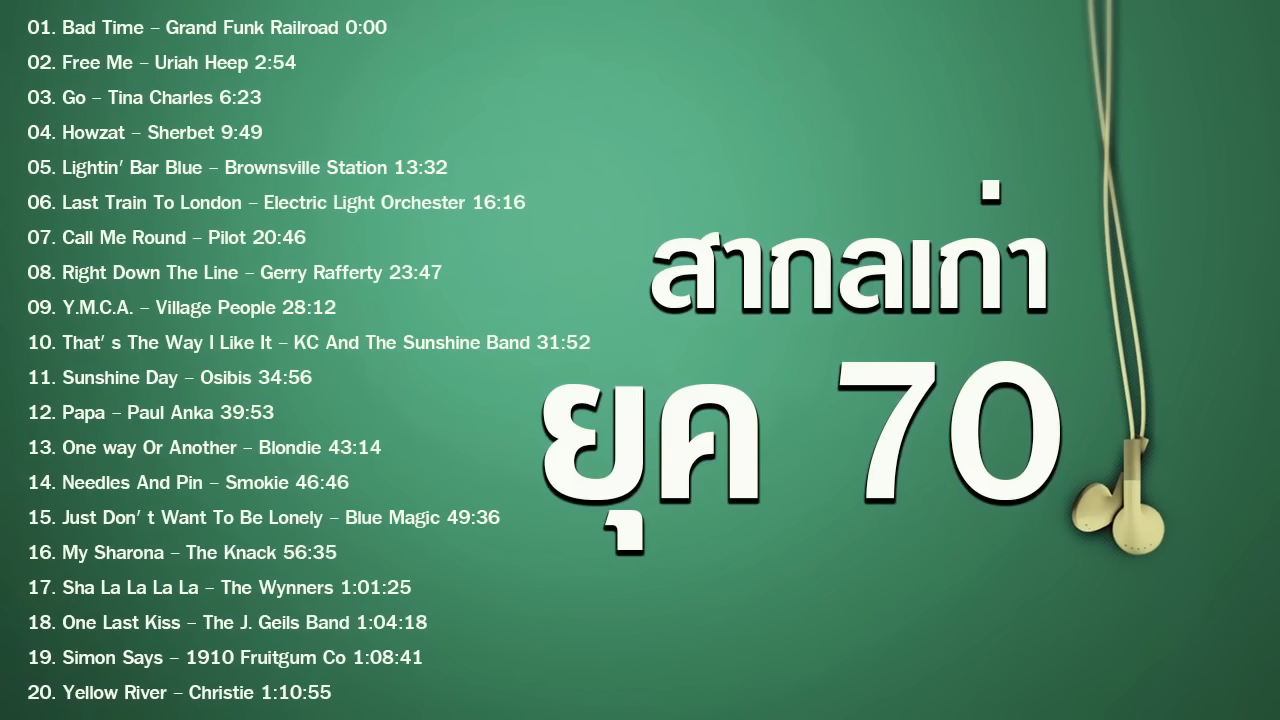 01. Bad Time – Grand Funk Railroad 0:00
02. Free Me – Uriah Heep 2:54
03. Go – Tina Charles 6:23
04. Howzat – Sherbet 9:49
05. Lightin' Bar Blue – Brownsville Station 13:32
06. Last Train To London – Electric Light Orchester 16:16
07. Call Me Round – Pilot 20:46
08. Right Down The Line – Gerry Rafferty 23:47
09. Y.M.C.A. – Village People 28:12
10. That' s The Way I Like It – KC And The Sunshine Band 31:52
11. Sunshine Day – Osibis 34:56
12. Papa – Paul Anka 39:53
13. One way Or Another – Blondie 43:14
14. Needles And Pin – Smokie 46:46
15. Just Don' t Want To Be Lonely – Blue Magic 49:36
16. My Sharona – The Knack 56:35
17. Sha La La La La – The Wynners 1:01:25
18. One Last Kiss – The J. Geils Band 1:04:18
19. Simon Says – 1910 Fruitgum Co 1:08:41
20. Yellow River – Christie 1:10:55
สากลเก่า
ยุค 70